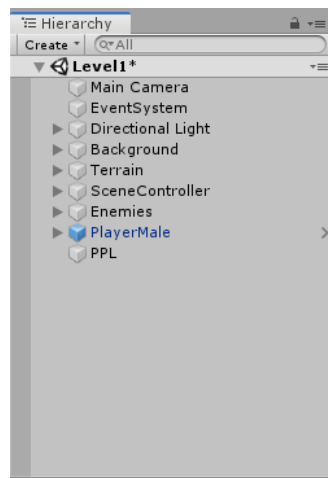 Hierarchy
Create All
Level1*
Main Camera
EventSystem
Directional Light
Background
Terrain
SceneController
Enemies
PlayerMale
PPL